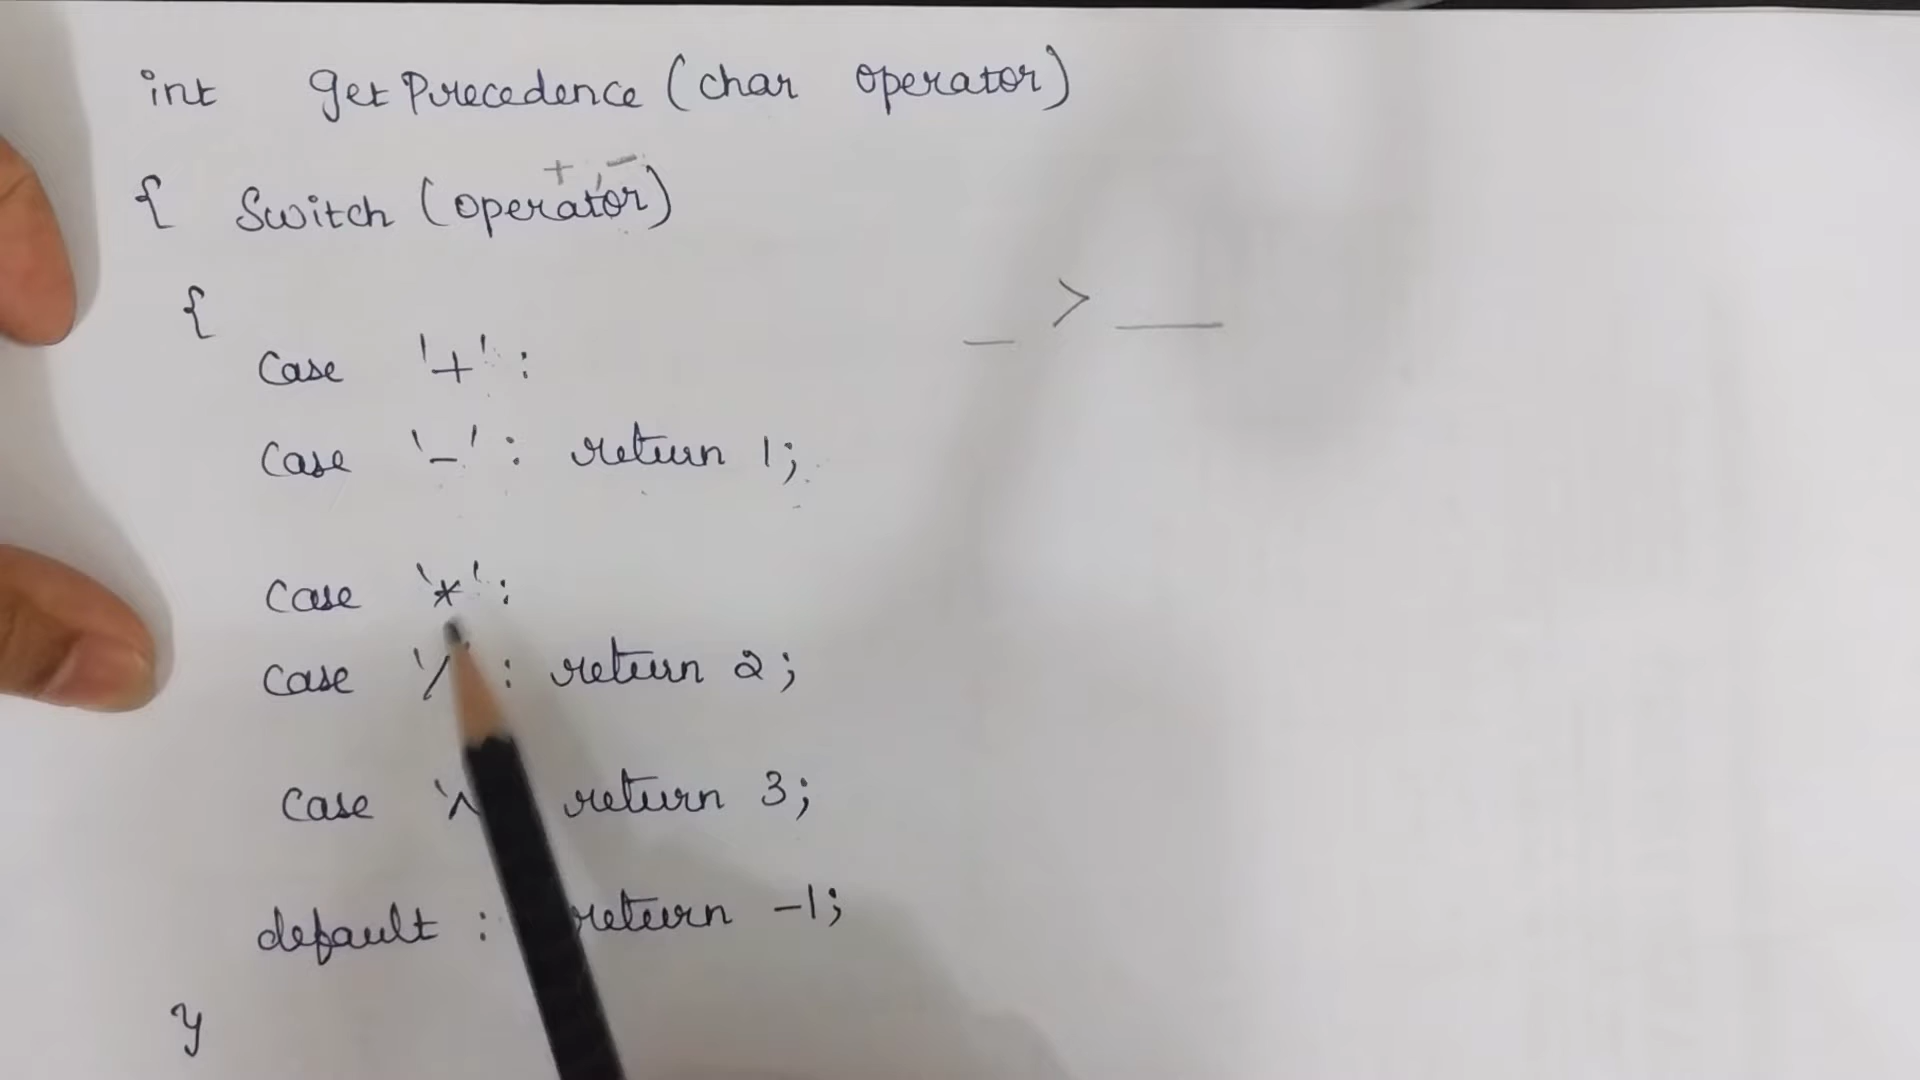 int getPrecedence (char operator)
+, -
{ Switch (operator)
{
_ > __
Case '+' :
Case '-' : return 1;
Case '*' :
Case '/ : return 2;
Case '^ return 3;
default : return -1;
}